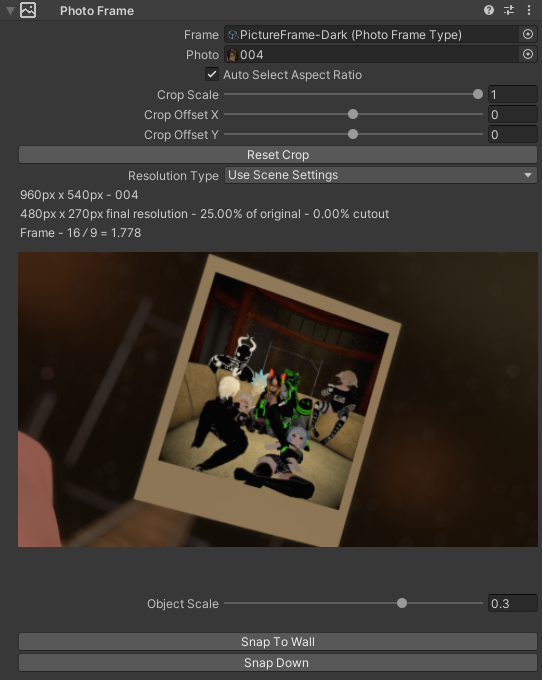 Photo Frame
Frame PictureFrame-Dark (Photo Frame Type)
Photo 004
Auto Select Aspect Ratio
Crop Scale 1
Crop Offset X 0
Crop Offset Y 0
Reset Crop
Resolution Type Use Scene Settings
960px x 540px - 004
480px x 270px final resolution - 25.00% of original - 0.00% cutout
Frame - 16 / 9 = 1.778
Object Scale 0.3
Snap To Wall
Snap Down